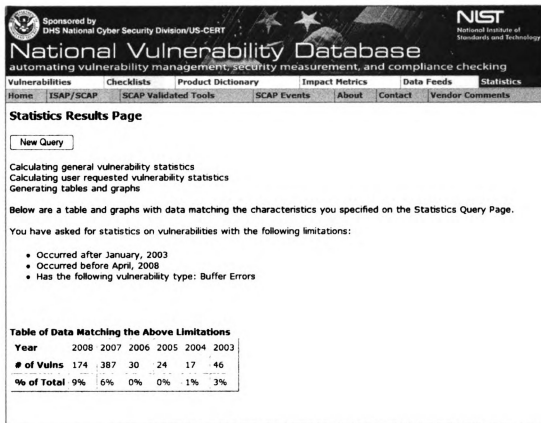 Sponsored by
DHS National Cyber Security Division/US-CERT
NIST
National Institute of
Standards and Technology
National Vulnerability Database
automating vulnerability management, security measurement, and compliance checking
Vulnerabilities Checklists Product Dictionary Impact Metrics Data Feeds Statistics
Home ISAP/SCAP SCAP Validated Tools SCAP Events About Contact Vendor Comments
Statistics Results Page
New Query
Calculating general vulnerability statistics
Calculating user requested vulnerability statistics
Generating tables and graphs
Below are a table and graphs with data matching the characteristics you specified on the Statistics Query Page.
You have asked for statistics on vulnerabilities with the following limitations:
• Occurred after January, 2003
• Occurred before April, 2008
• Has the following vulnerability type: Buffer Errors
Table of Data Matching the Above Limitations
Year 2008 2007 2006 2005 2004 2003
# of Vulns 174 387 30 24 17 46
% of Total 9% 6% 0% 0% 1% 3%